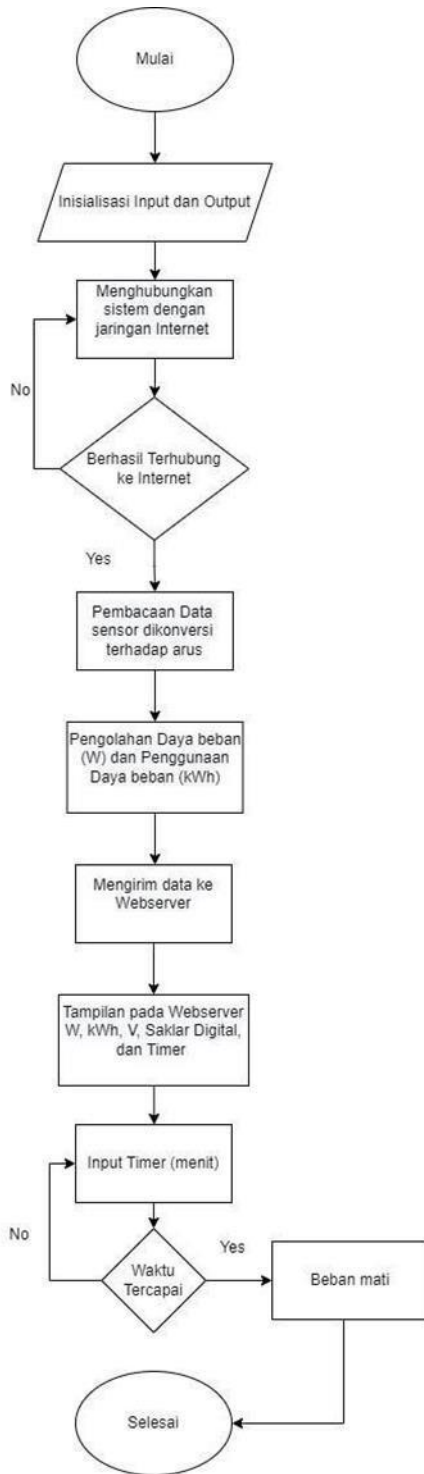 Mulai
Inisialisasi Input dan Output
Menghubungkan
sistem dengan
jaringan Internet
No
Berhasil Terhubung
ke Internet
Yes
Pembacaan Data
sensor dikonversi
terhadap arus
Pengolahan Daya beban
(W) dan Penggunaan
Daya beban (kWh)
Mengirim data ke
Webserver
Tampilan pada Webserver
W, kWh, V, Saklar Digital,
dan Timer
Input Timer (menit)
No
Waktu
Tercapai
Yes
Beban mati
Selesai